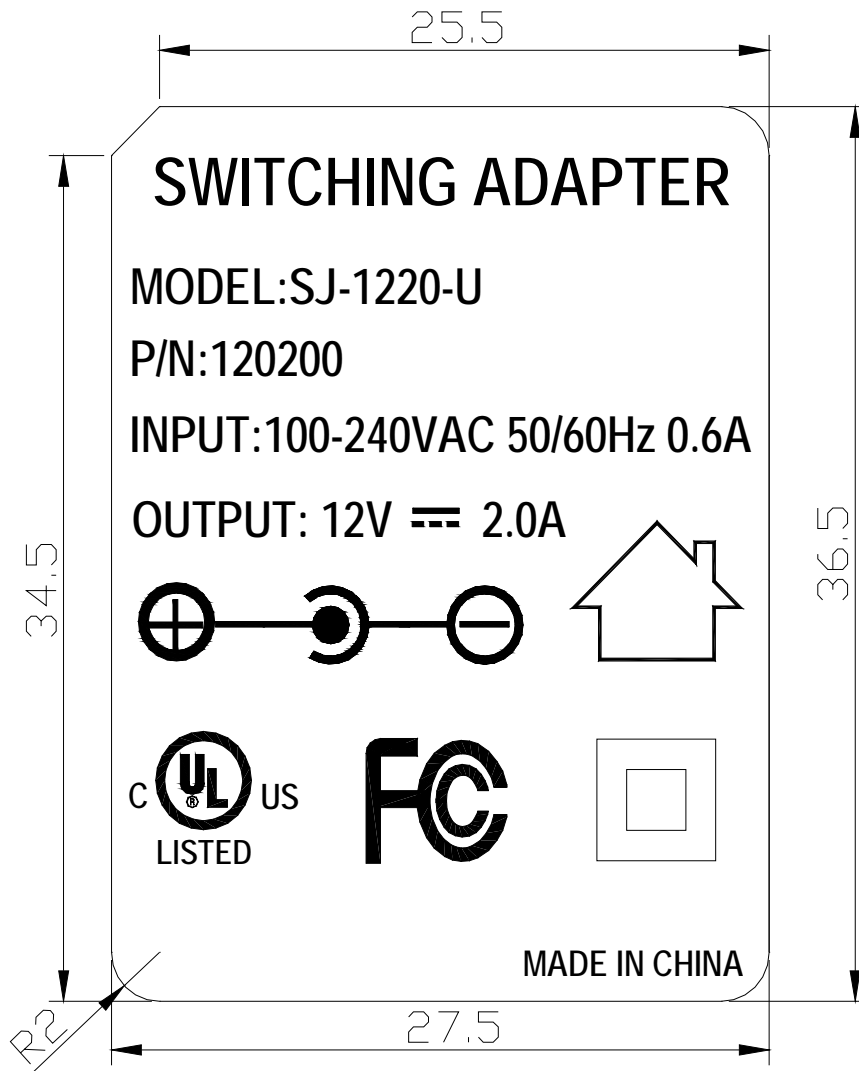 25.5
SWITCHING ADAPTER
MODEL:SJ-1220-U
P/N:120200
INPUT:100-240VAC 50/60Hz 0.6A
OUTPUT: 12V ⎓ 2.0A
34.5
36.5
C UL ® US
LISTED
FC
MADE IN CHINA
R2
27.5